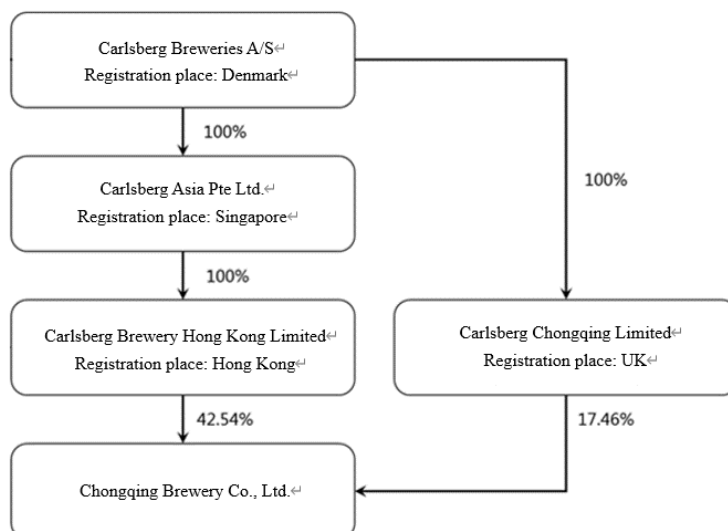 Carlsberg Breweries A/S↵
Registration place: Denmark↵
100%
Carlsberg Asia Pte Ltd.↵
Registration place: Singapore↵
100%
100%
Carlsberg Brewery Hong Kong Limited↵
Registration place: Hong Kong↵
Carlsberg Chongqing Limited↵
Registration place: UK↵
42.54%
17.46%
Chongqing Brewery Co., Ltd.↵